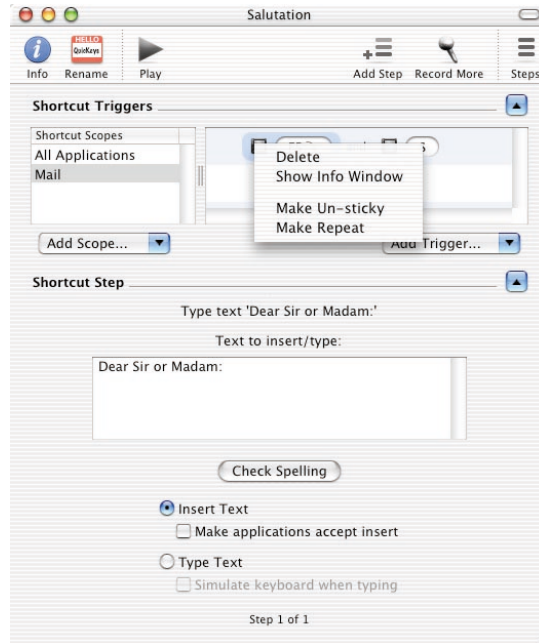 Salutation
HELLO
QuicKeys
Info Rename Play Add Step Record More Steps
Shortcut Triggers
Shortcut Scopes
All Applications
Mail
Delete
Show Info Window
Make Un-sticky
Make Repeat
Add Scope... Add Trigger...
Shortcut Step
Type text 'Dear Sir or Madam:'
Text to insert/type:
Dear Sir or Madam:
Check Spelling
Insert Text
Make applications accept insert
Type Text
Simulate keyboard when typing
Step 1 of 1